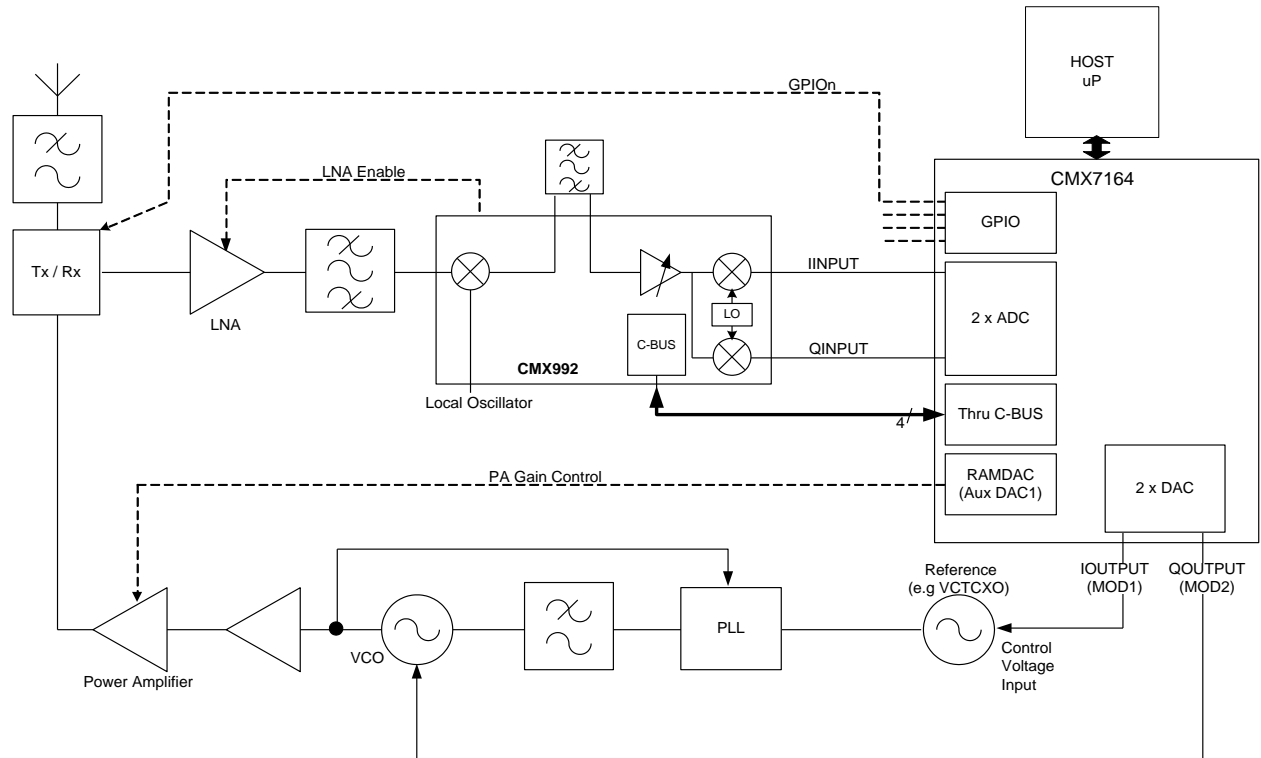 HOST
uP
GPIOn
CMX7164
LNA Enable
GPIO
Tx / Rx
IINPUT
LNA
2 x ADC
LO
C-BUS
QINPUT
CMX992
Local Oscillator
4
Thru C-BUS
PA Gain Control
RAMDAC
(Aux DAC1)
2 x DAC
Reference
(e.g VCTCXO)
IOUTPUT
(MOD1)
QOUTPUT
(MOD2)
PLL
VCO
Control
Voltage
Input
Power Amplifier